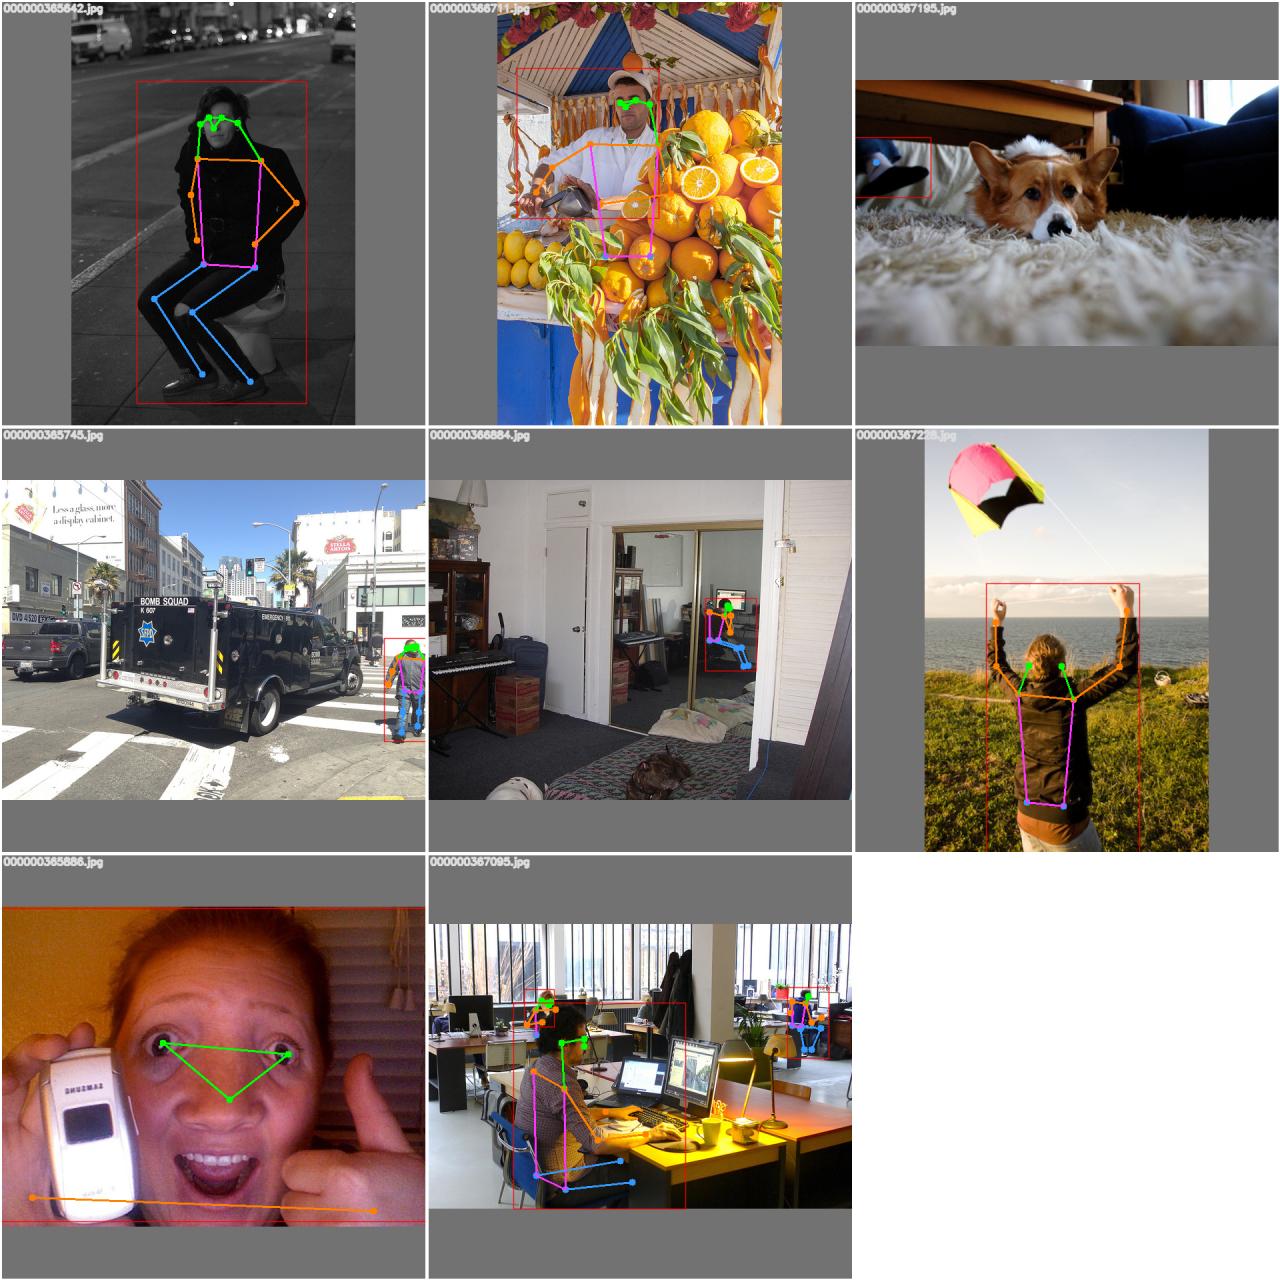 000000365642.jpg
000000366711.jpg
000000367195.jpg
000000365745.jpg
000000366884.jpg
000000367228.jpg
Less a glass, more
a display cabinet.
STELLA
ARTOIS
BOMB SQUAD
K 607
EMERGENCY
SFPD
000000365886.jpg
000000367095.jpg
SAMSUNG